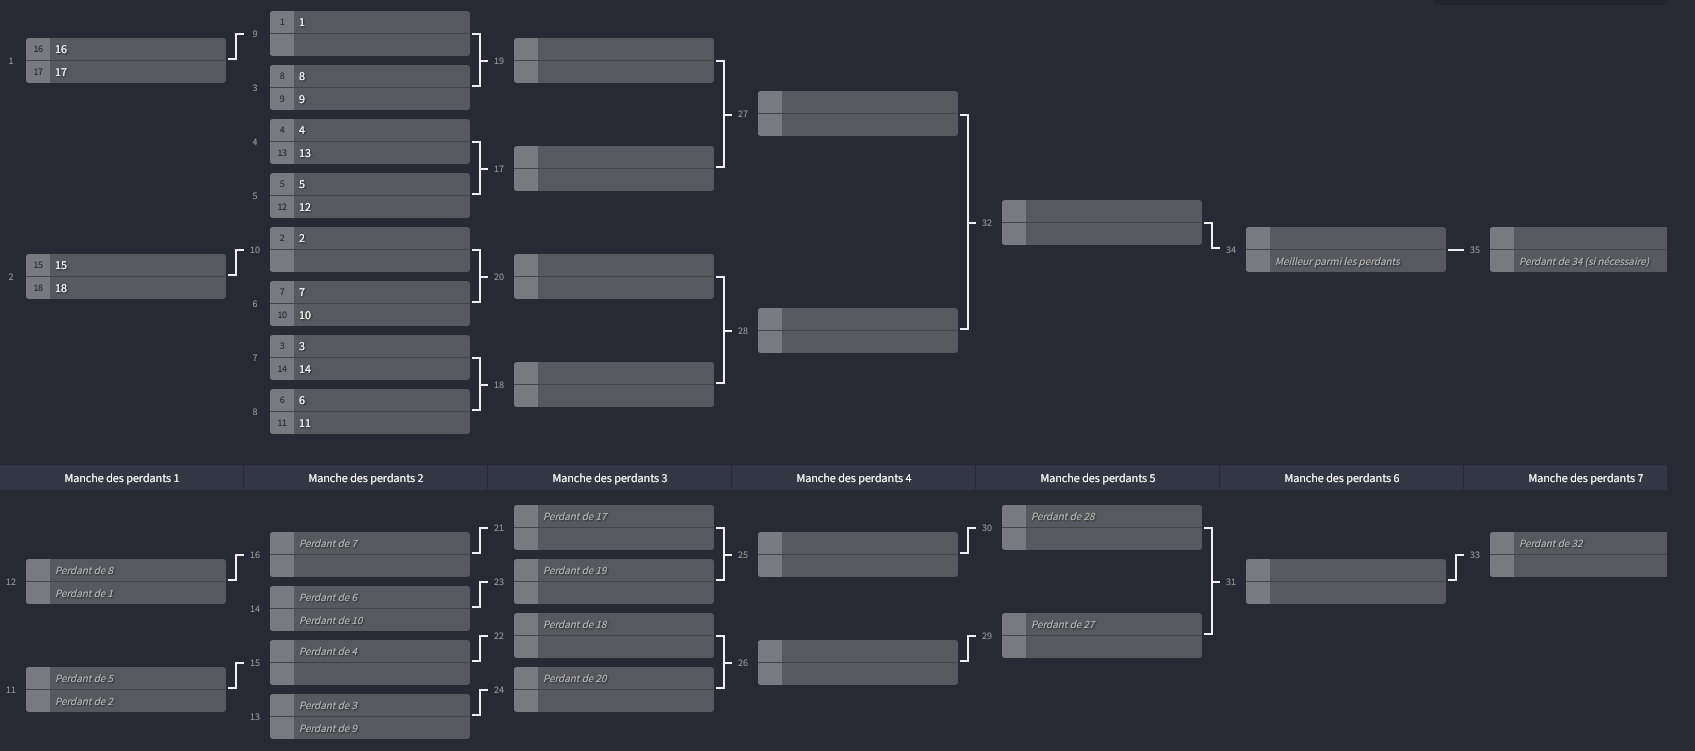 1 16 16
17 17
9 1 1
3 8 8
9 9
4 4 4
13 13
5 5 5
12 12
2 15 15
18 18
10 2 2
6 7 7
10 10
7 3 3
14 14
8 6 6
11 11
19
17
20
18
27
28
32
34 Meilleur parmi les perdants
35 Perdant de 34 (si nécessaire)
Manche des perdants 1 Manche des perdants 2 Manche des perdants 3 Manche des perdants 4 Manche des perdants 5 Manche des perdants 6 Manche des perdants 7
12 Perdant de 8
Perdant de 1
11 Perdant de 5
Perdant de 2
16 Perdant de 7
14 Perdant de 6
Perdant de 10
15 Perdant de 4
13 Perdant de 3
Perdant de 9
21 Perdant de 17
23 Perdant de 19
22 Perdant de 18
24 Perdant de 20
25
26
30 Perdant de 28
29 Perdant de 27
31
33 Perdant de 32